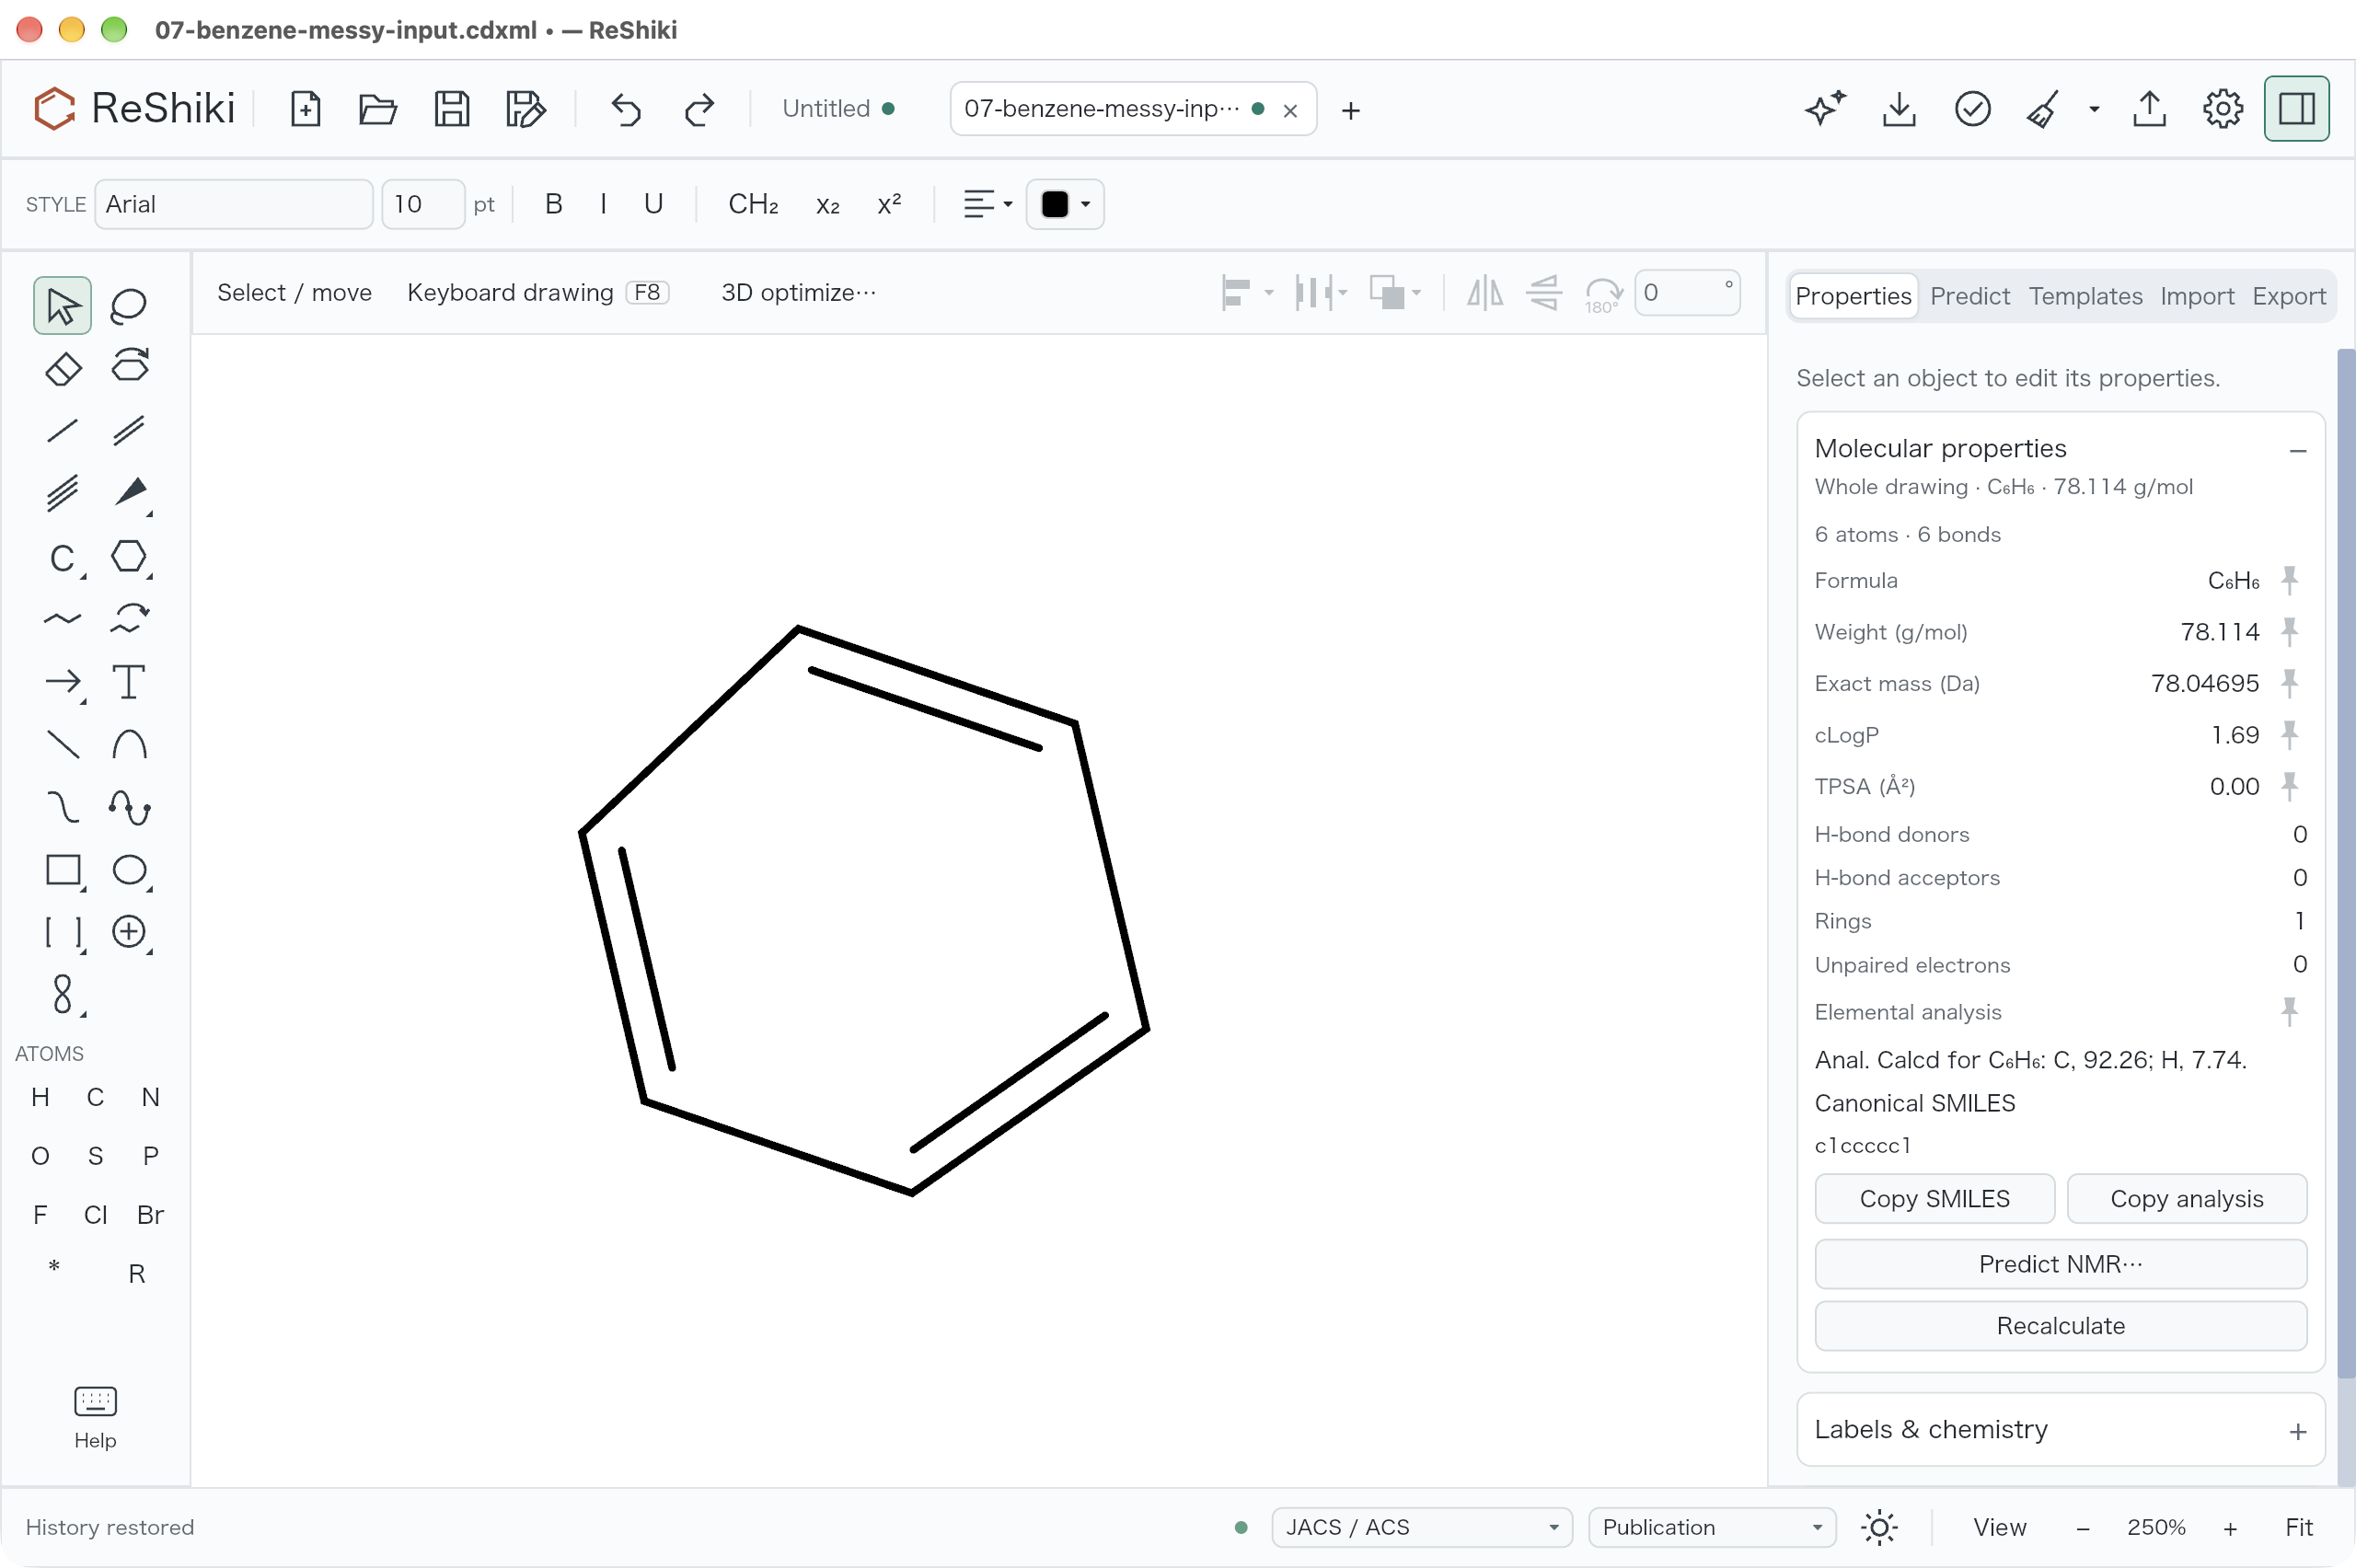 07-benzene-messy-input.cdxml • — ReShiki
ReShiki
Untitled
07-benzene-messy-inp⋯
STYLE Arial 10 pt B I U CH₂ x₂ x²
Select / move Keyboard drawing F8 3D optimize⋯
180° 0 °
Properties Predict Templates Import Export
Select an object to edit its properties.
Molecular properties
Whole drawing · C₆H₆ · 78.114 g/mol
6 atoms · 6 bonds
Formula C₆H₆
Weight (g/mol) 78.114
Exact mass (Da) 78.04695
cLogP 1.69
TPSA (Å²) 0.00
H-bond donors 0
H-bond acceptors 0
Rings 1
Unpaired electrons 0
Elemental analysis
Anal. Calcd for C₆H₆: C, 92.26; H, 7.74.
Canonical SMILES
c1ccccc1
Copy SMILES Copy analysis
Predict NMR⋯
Recalculate
Labels & chemistry
C
T
ATOMS
H C N
O S P
F Cl Br
* R
Help
History restored
JACS / ACS Publication View − 250% + Fit